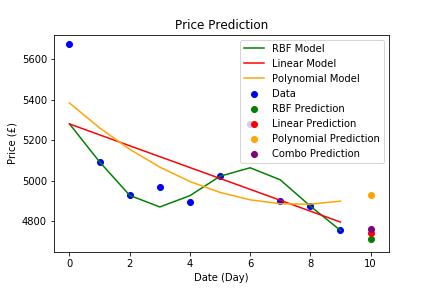 Price Prediction
RBF Model
Linear Model
Polynomial Model
Data
RBF Prediction
Linear Prediction
Polynomial Prediction
Combo Prediction
Price (£)
5600
5400
5200
5000
4800
0
2
4
6
8
10
Date (Day)